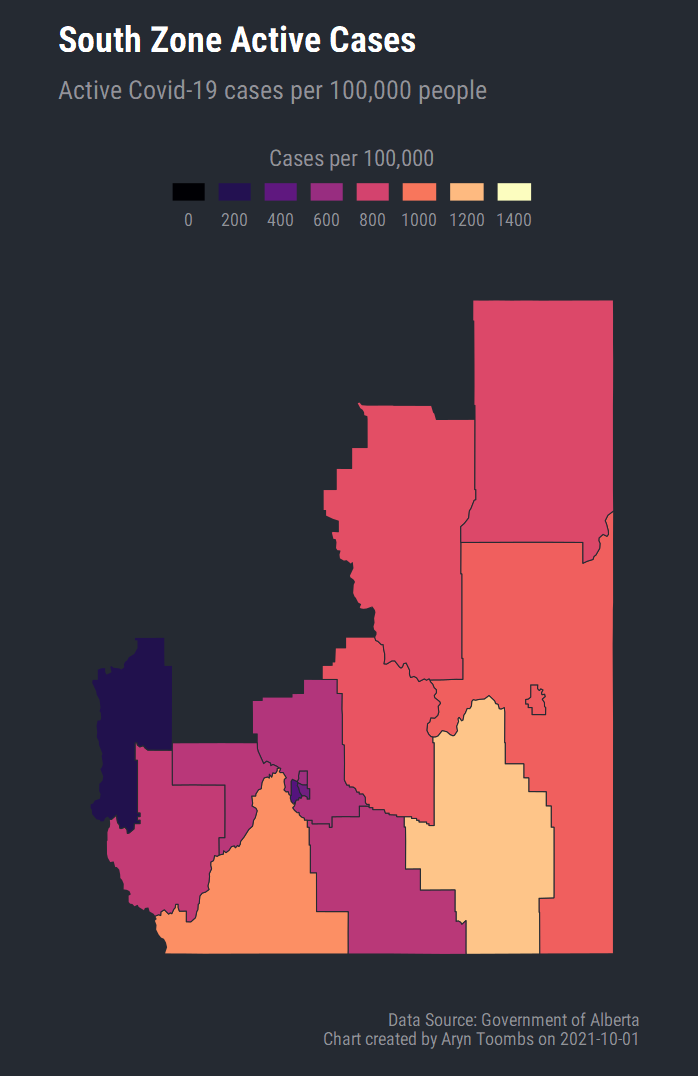 South Zone Active Cases
Active Covid-19 cases per 100,000 people
Cases per 100,000
0 200 400 600 800 1000 1200 1400
Data Source: Government of Alberta
Chart created by Aryn Toombs on 2021-10-01